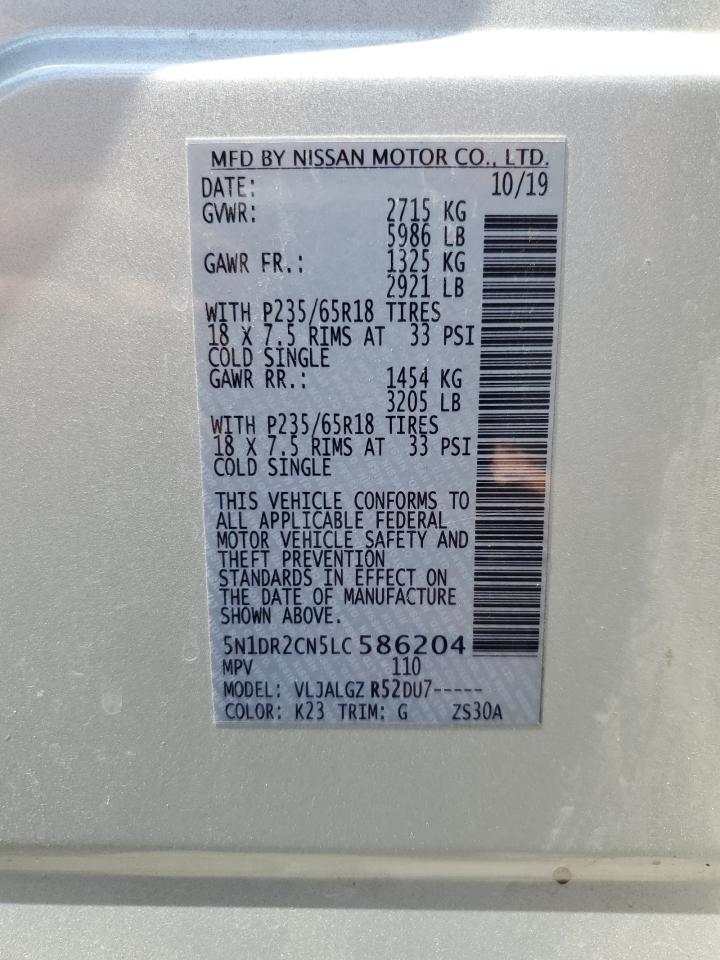 MFD BY NISSAN MOTOR CO., LTD.
DATE: 10/19
GVWR: 2715 KG
5986 LB
GAWR FR.: 1325 KG
2921 LB
WITH P235/65R18 TIRES
18 X 7.5 RIMS AT 33 PSI
COLD SINGLE
GAWR RR.: 1454 KG
3205 LB
WITH P235/65R18 TIRES
18 X 7.5 RIMS AT 33 PSI
COLD SINGLE
THIS VEHICLE CONFORMS TO
ALL APPLICABLE FEDERAL
MOTOR VEHICLE SAFETY AND
THEFT PREVENTION
STANDARDS IN EFFECT ON
THE DATE OF MANUFACTURE
SHOWN ABOVE.
5N1DR2CN5LC 586204
MPV 110
MODEL: VLJALGZ R52DU7-----
COLOR: K23 TRIM: G ZS30A